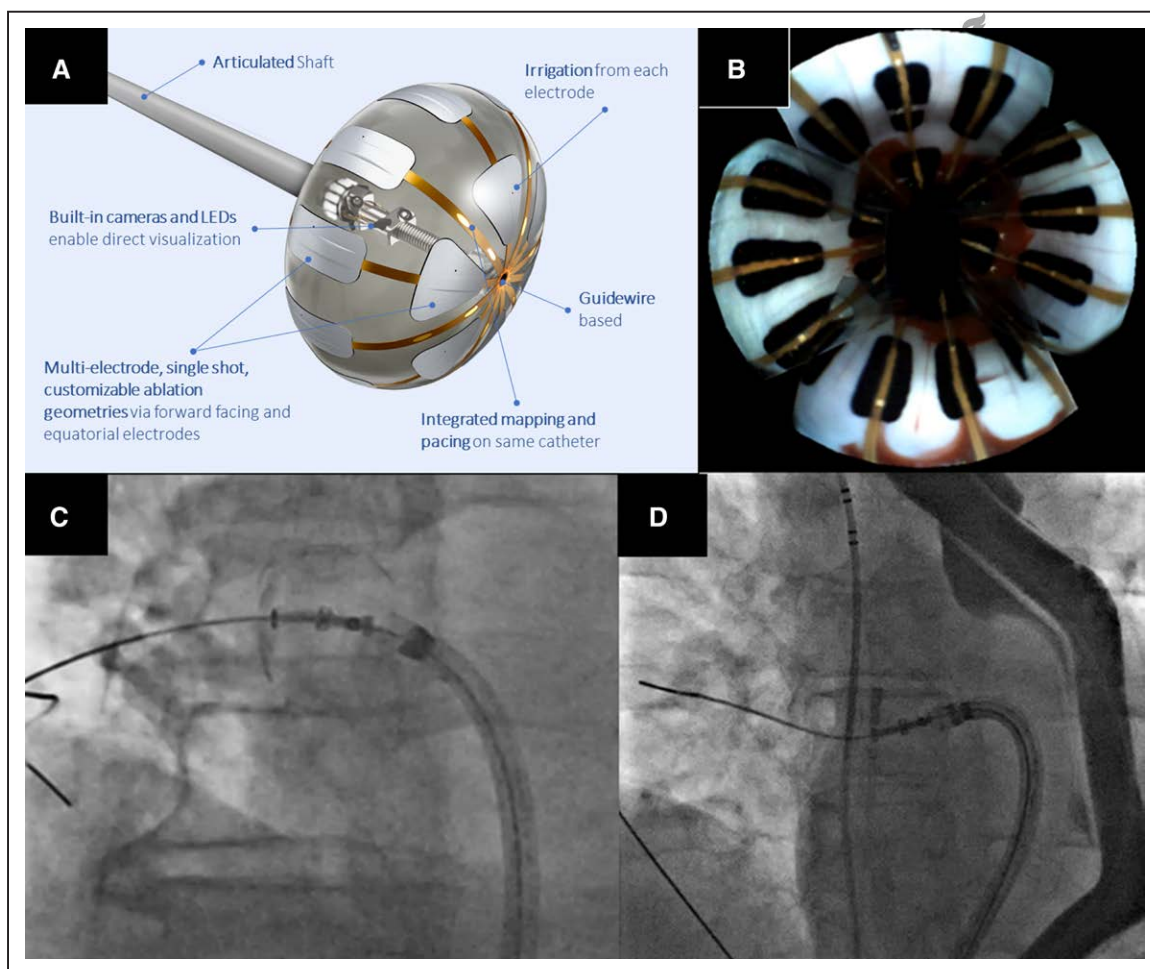 A
Articulated Shaft
Irrigation from each
electrode
Built-in cameras and LEDs
enable direct visualization
Guidewire
based
Multi-electrode, single shot,
customizable ablation
geometries via forward facing and
equatorial electrodes
Integrated mapping and
pacing on same catheter
B
C
D